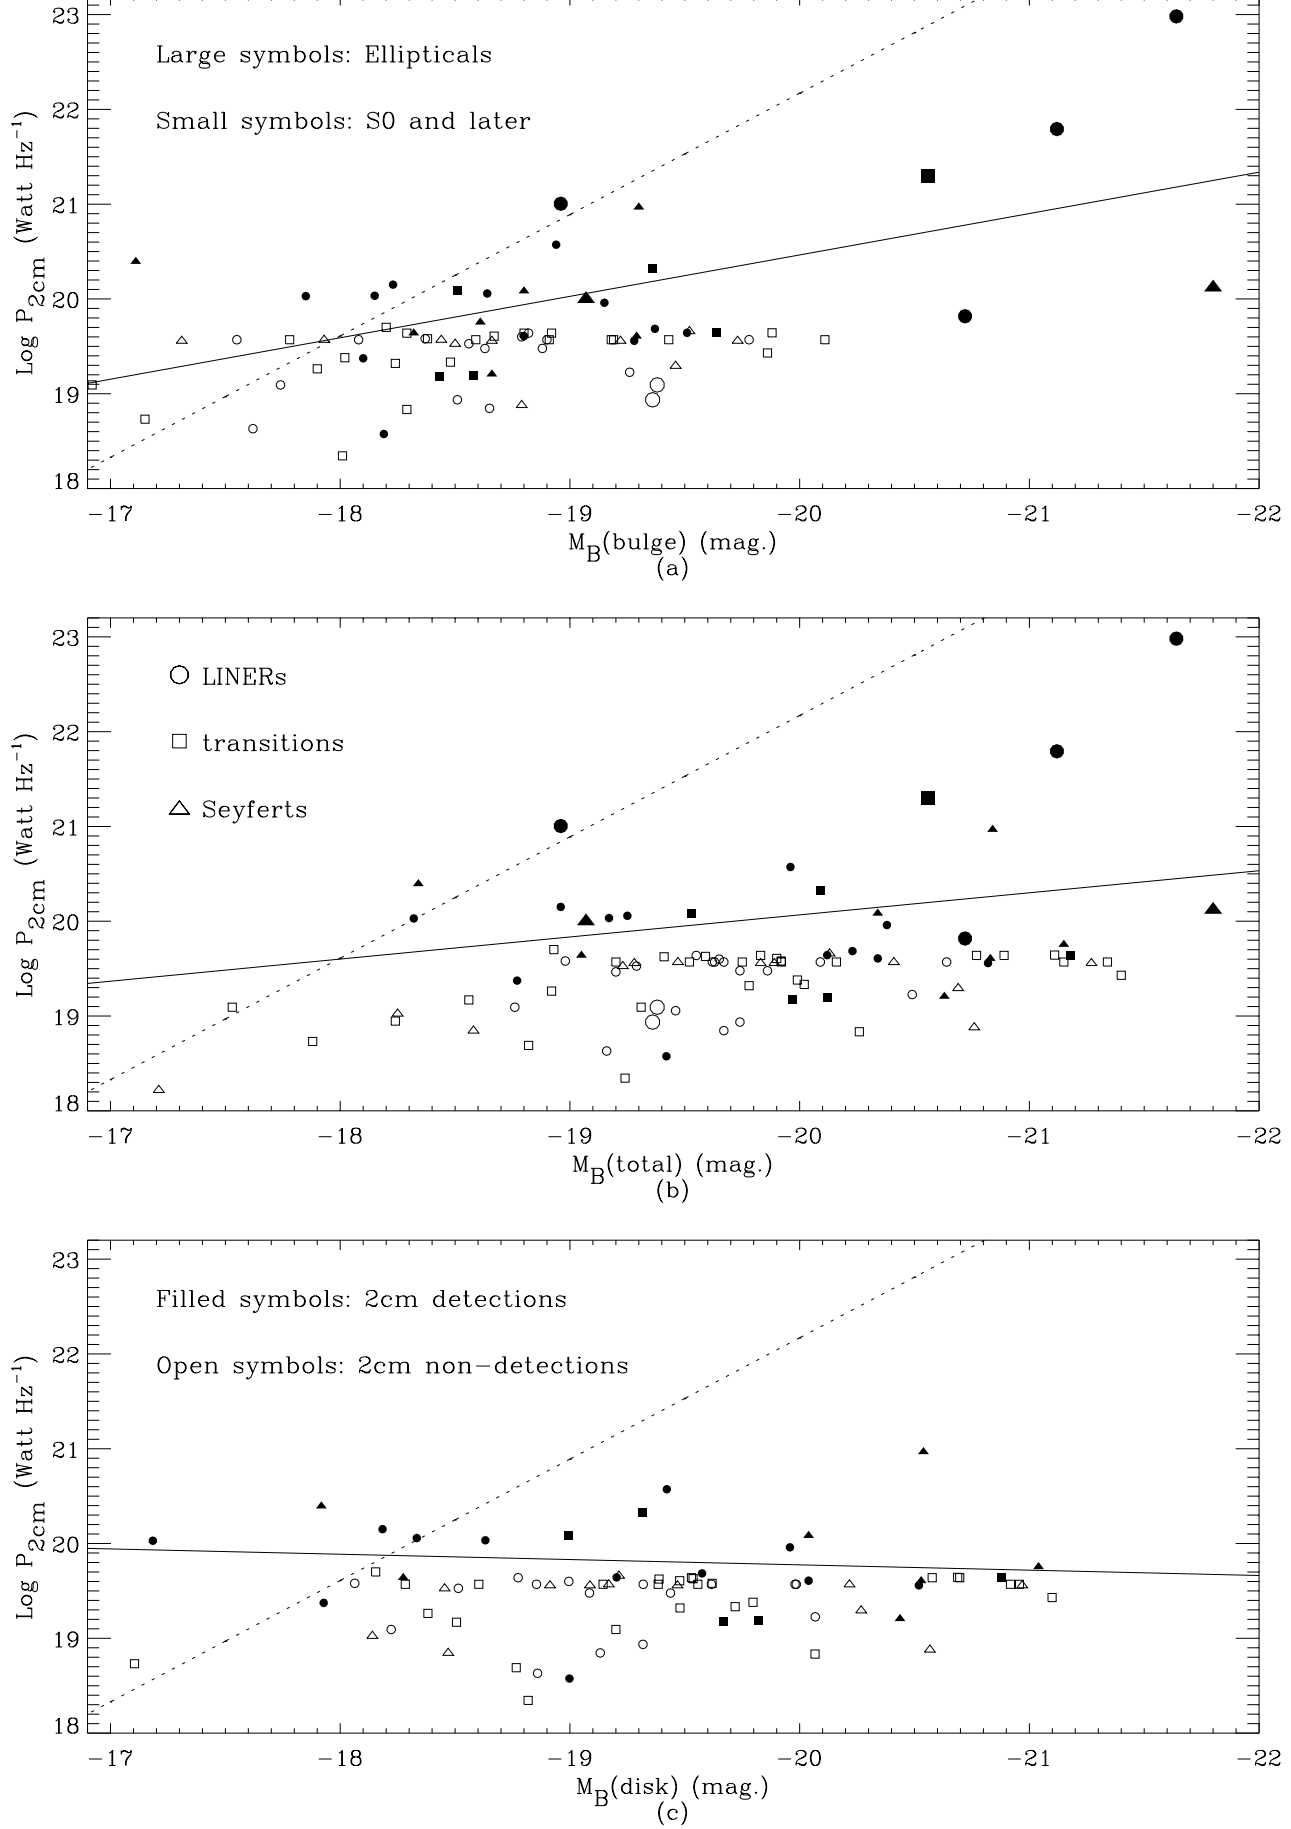 23
Large symbols: Ellipticals
22
Small symbols: S0 and later
21
20
19
18
Log P2cm (Watt Hz−1)
−17 −18 −19 −20 −21 −22
MB(bulge) (mag.)
(a)
23
LINERs
22
transitions
Seyferts
21
20
19
18
Log P2cm (Watt Hz−1)
−17 −18 −19 −20 −21 −22
MB(total) (mag.)
(b)
23
Filled symbols: 2cm detections
22
Open symbols: 2cm non−detections
21
20
19
18
Log P2cm (Watt Hz−1)
−17 −18 −19 −20 −21 −22
MB(disk) (mag.)
(c)